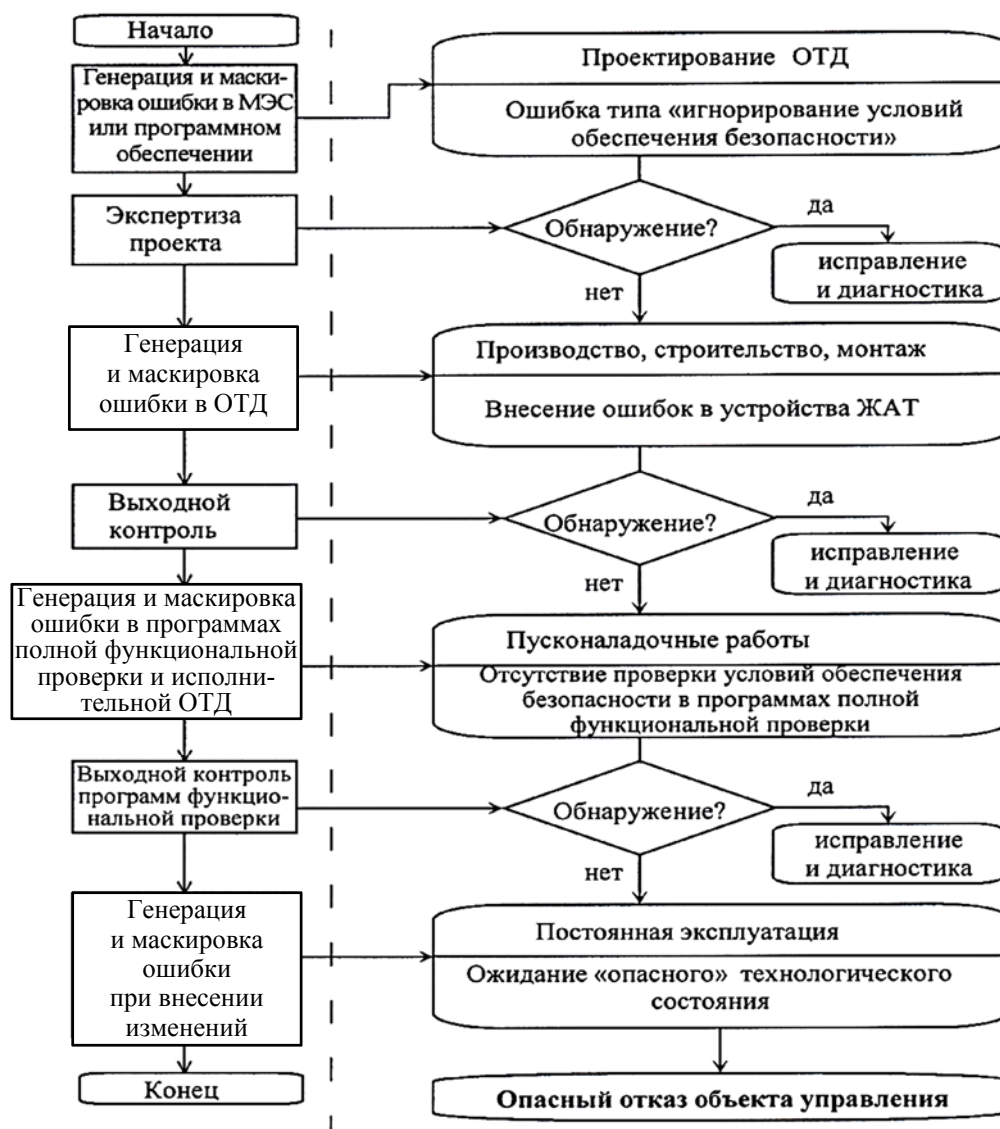 Начало
Генерация и маски-
ровка ошибки в МЭС
или программном
обеспечении
Проектирование ОТД
Ошибка типа «игнорирование условий
обеспечения безопасности»
Экспертиза
проекта
Обнаружение?
да
исправление
и диагностика
нет
Генерация
и маскировка
ошибки в ОТД
Производство, строительство, монтаж
Внесение ошибок в устройства ЖАТ
Выходной
контроль
Обнаружение?
да
исправление
и диагностика
нет
Генерация и маскировка
ошибки в программах
полной функциональной
проверки и исполни-
тельной ОТД
Пусконаладочные работы
Отсутствие проверки условий обеспечения
безопасности в программах полной
функциональной проверки
Выходной контроль
программ функцио-
нальной проверки
Обнаружение?
да
исправление
и диагностика
нет
Генерация
и маскировка
ошибки
при внесении
изменений
Постоянная эксплуатация
Ожидание «опасного» технологического
состояния
Конец
Опасный отказ объекта управления